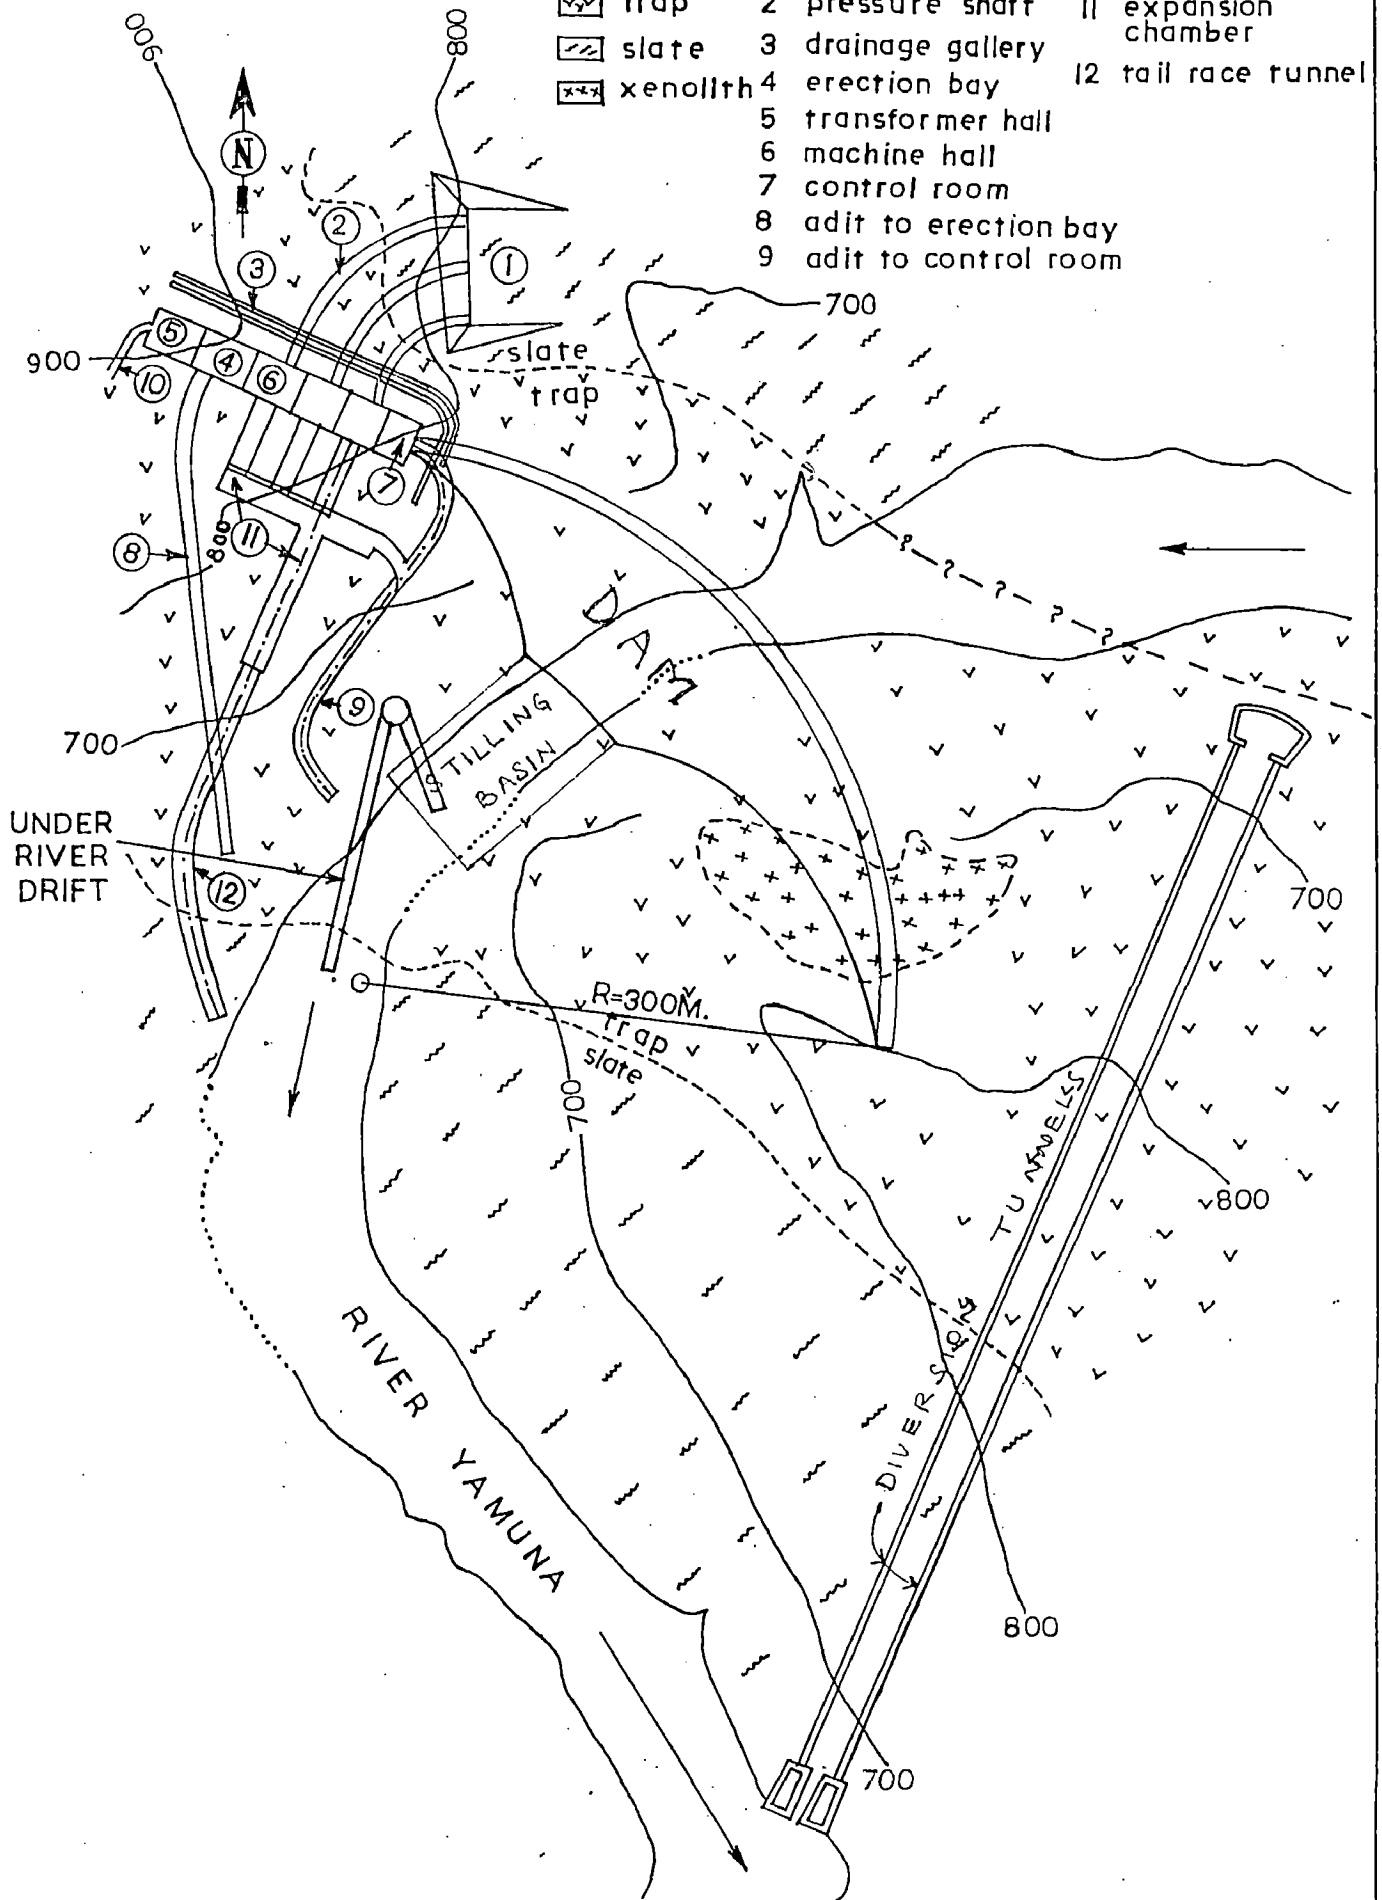 trap
slate
xenolith
2 pressure shaft
3 drainage gallery
4 erection bay
5 transformer hall
6 machine hall
7 control room
8 adit to erection bay
9 adit to control room
11 expansion
chamber
12 tail race tunnel
900
800
N
2
3
1
5
4
6
10
900
slate
trap
700
7
11
8
800
DAM
9
TILLING
BASIN
700
UNDER
RIVER
DRIFT
12
700
R=300M.
trap
slate
700
TUNNELS
800
DIVERSION
RIVER YAMUNA
800
700